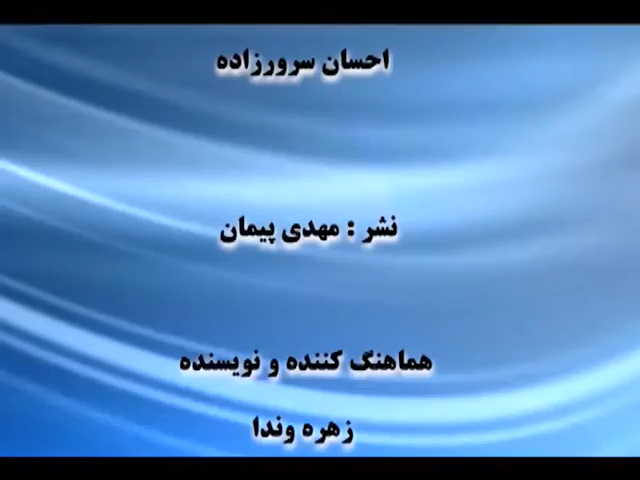 احسان سرورزاده
نشر : مهدی پیمان
هماهنگ کننده و نویسنده
زهره وندا